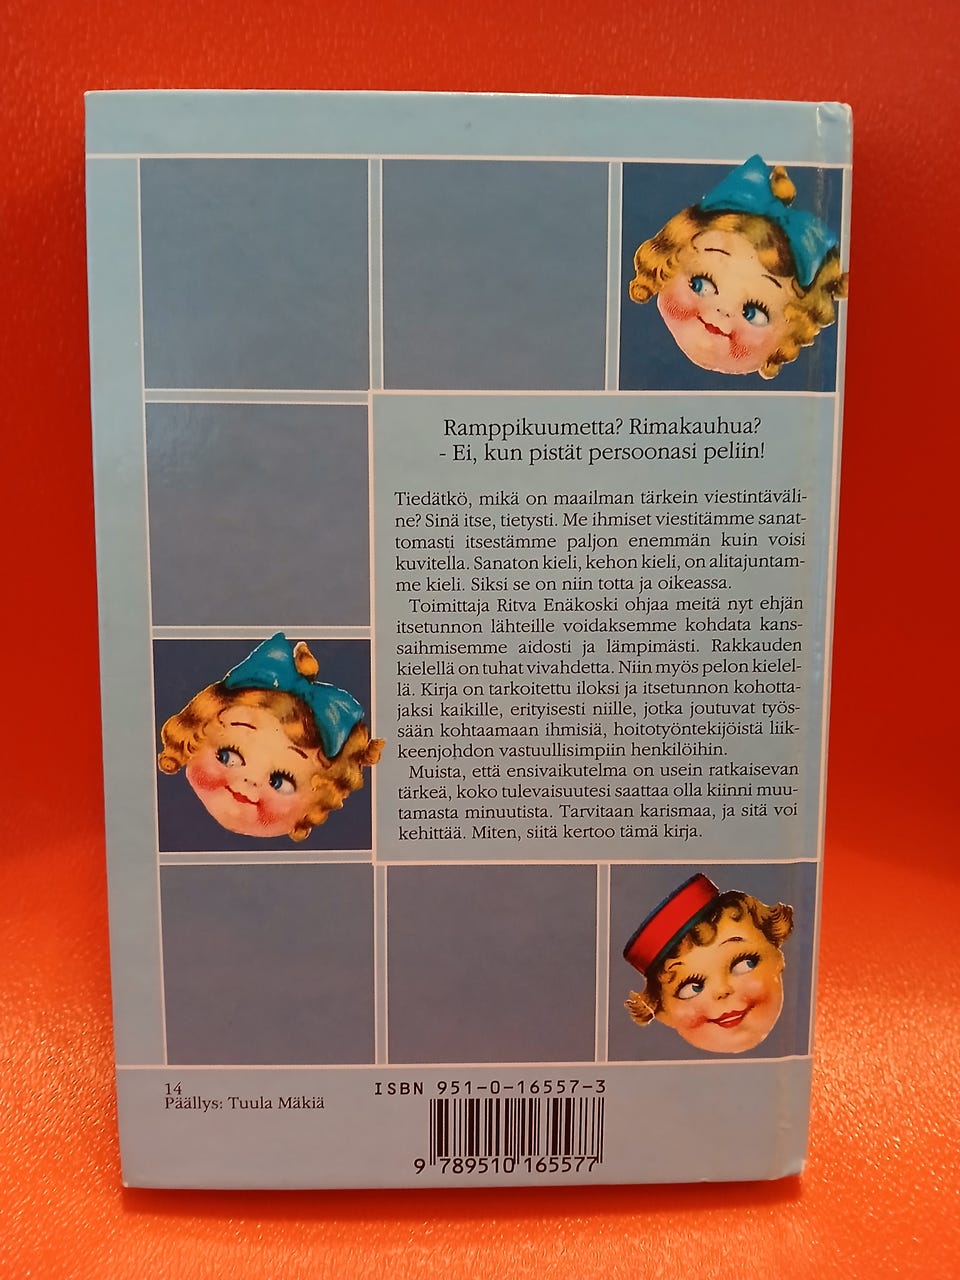 Ramppikuumetta? Rimakauhua?
- Ei, kun pistät persoonasi peliin!
Tiedätkö, mikä on maailman tärkein viestintäväli-
ne? Sinä itse, tietysti. Me ihmiset viestitämme sanat-
tomasti itsestämme paljon enemmän kuin voisi
kuvitella. Sanaton kieli, kehon kieli, on alitajuntam-
me kieli. Siksi se on niin totta ja oikeassa.
Toimittaja Ritva Enäkoski ohjaa meitä nyt ehjän
itsetunnon lähteille voidaksemme kohdata kans-
saihmisemme aidosti ja lämpimästi. Rakkauden
kielellä on tuhat vivahdetta. Niin myös pelon kielel-
lä. Kirja on tarkoitettu iloksi ja itsetunnon kohotta-
jaksi kaikille, erityisesti niille, jotka joutuvat työs-
sään kohtaamaan ihmisiä, hoitotyöntekijöistä liik-
keenjohdon vastuullisimpiin henkilöihin.
Muista, että ensivaikutelma on usein ratkaisevan
tärkeä, koko tulevaisuutesi saattaa olla kiinni muu-
tamasta minuutista. Tarvitaan karismaa, ja sitä voi
kehittää. Miten, siitä kertoo tämä kirja.
14
Päällys: Tuula Mäkiä
ISBN 951-0-16557-3
9 789510 165577